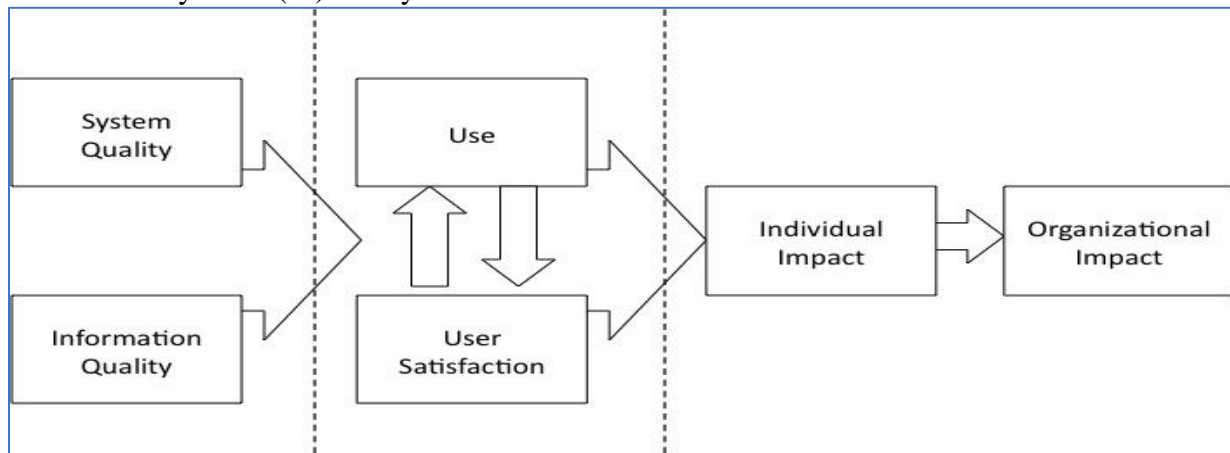 System
Quality
Use
Individual
Impact
Organizational
Impact
Information
Quality
User
Satisfaction